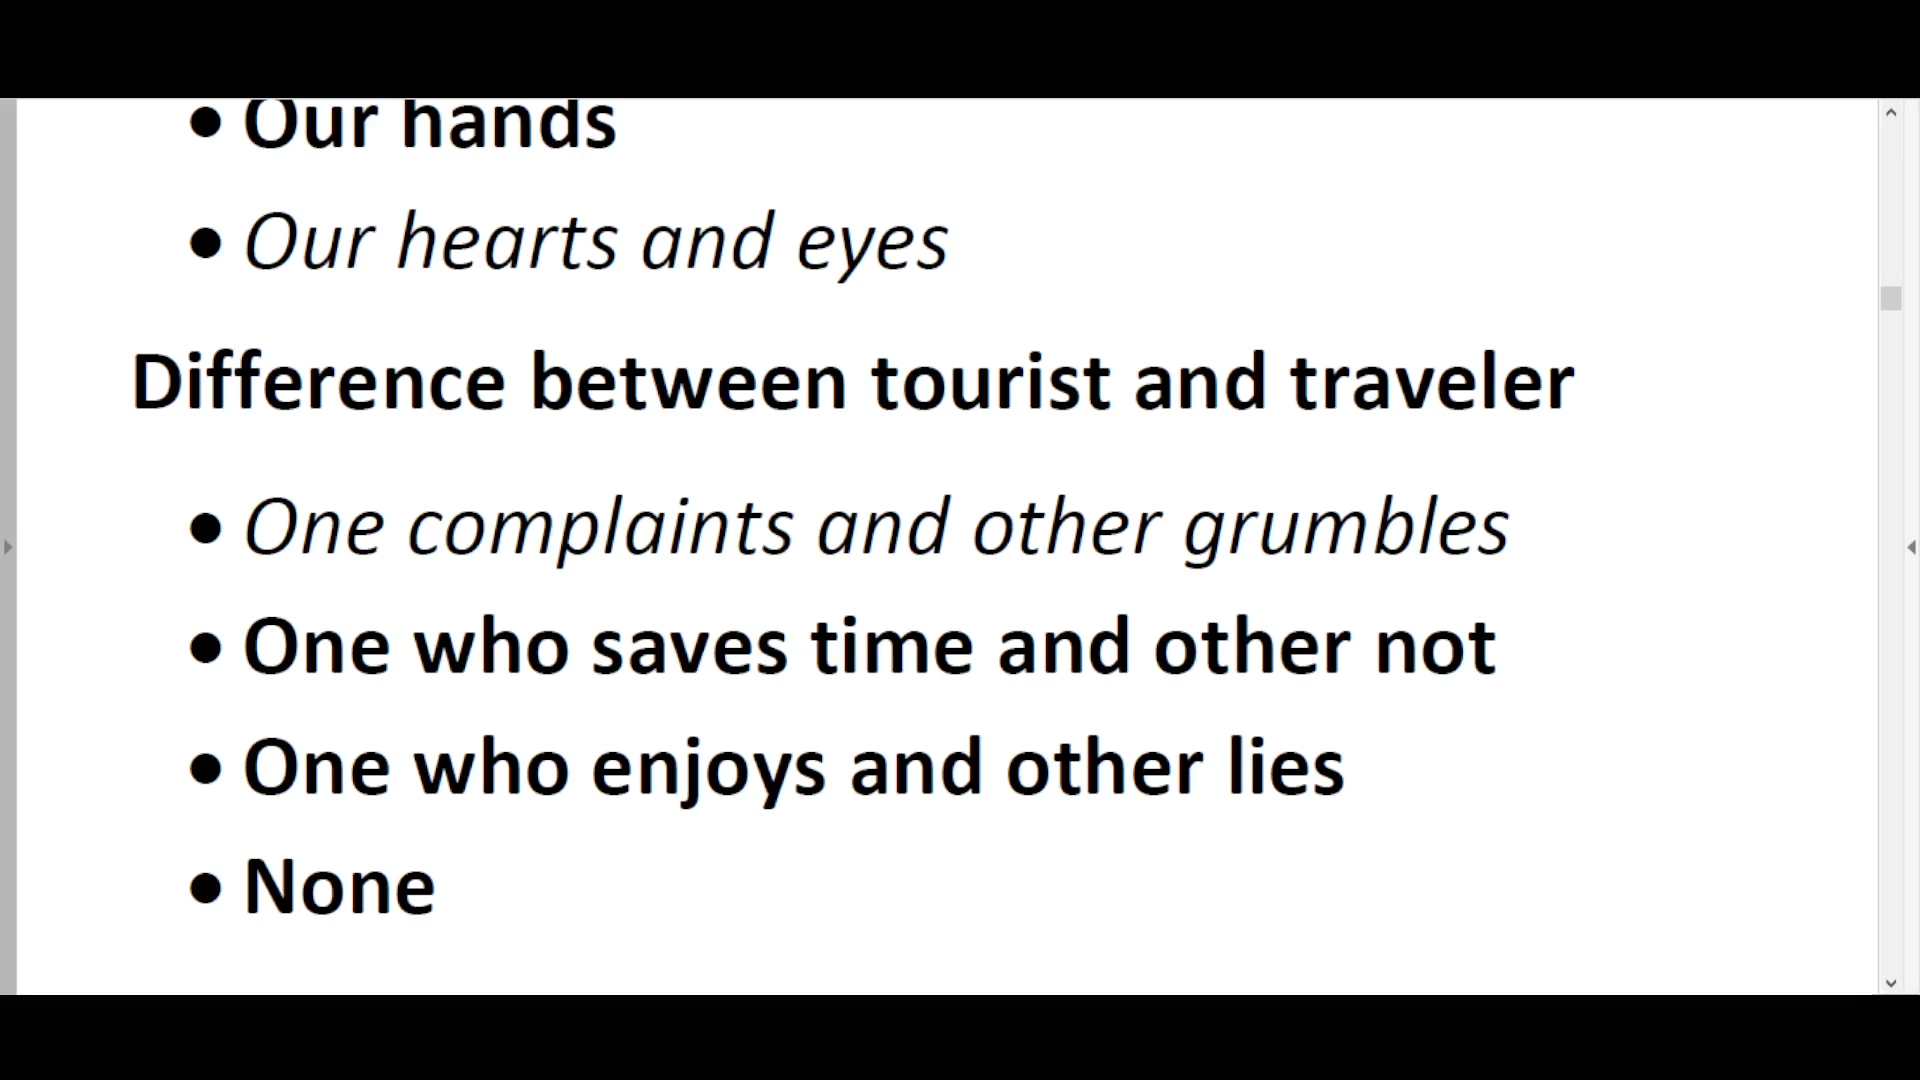 • Our hands
• Our hearts and eyes
Difference between tourist and traveler
• One complaints and other grumbles
• One who saves time and other not
• One who enjoys and other lies
• None